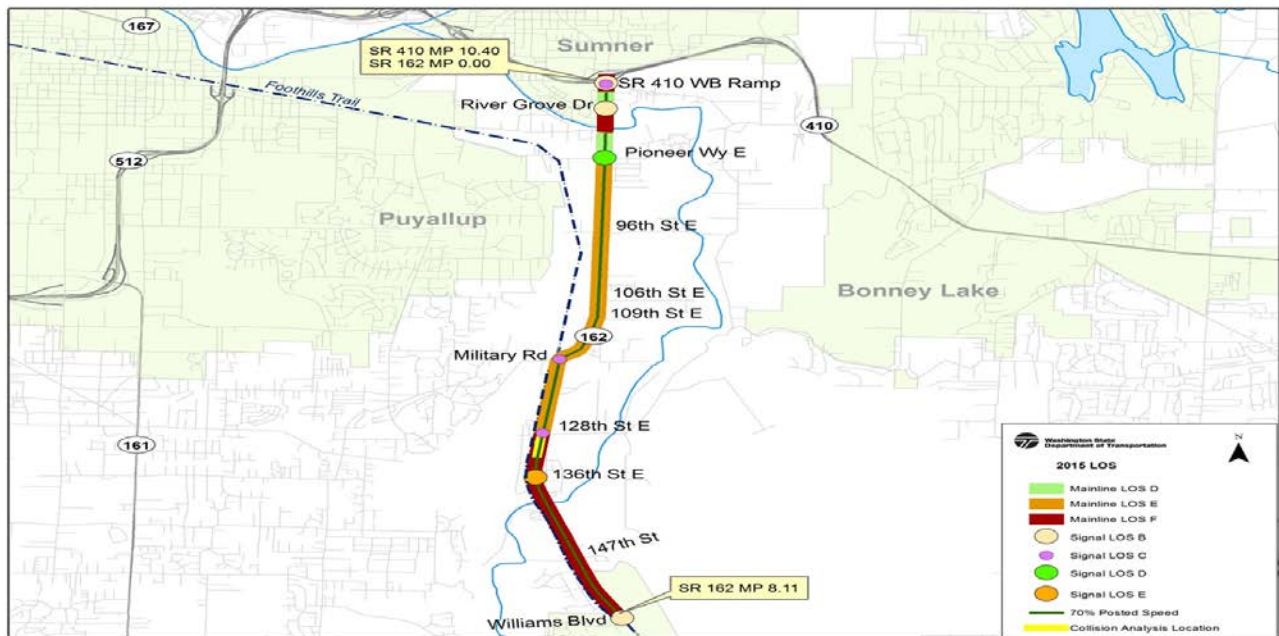 167
SR 410 MP 10.40
SR 162 MP 0.00
Sumner
SR 410 WB Ramp
Foothills Trail
River Grove Dr
410
512
Pioneer Wy E
Puyallup
96th St E
106th St E
Bonney Lake
109th St E
162
Military Rd
128th St E
161
136th St E
147th St
SR 162 MP 8.11
Williams Blvd
Washington State
Department of Transportation
N
2015 LOS
Mainline LOS D
Mainline LOS E
Mainline LOS F
Signal LOS B
Signal LOS C
Signal LOS D
Signal LOS E
70% Posted Speed
Collision Analysis Location